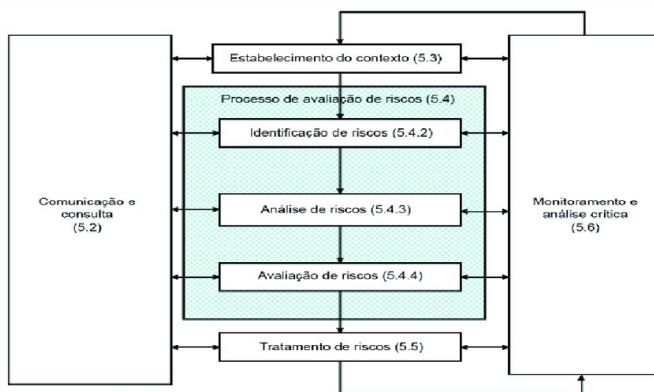 Estabelecimento do contexto (5.3)
Processo de avaliação de riscos (5.4)
Identificação de riscos (5.4.2)
Comunicação e
consulta
(5.2)
Análise de riscos (5.4.3)
Monitoramento e
análise crítica
(5.6)
Avaliação de riscos (5.4.4)
Tratamento de riscos (5.5)